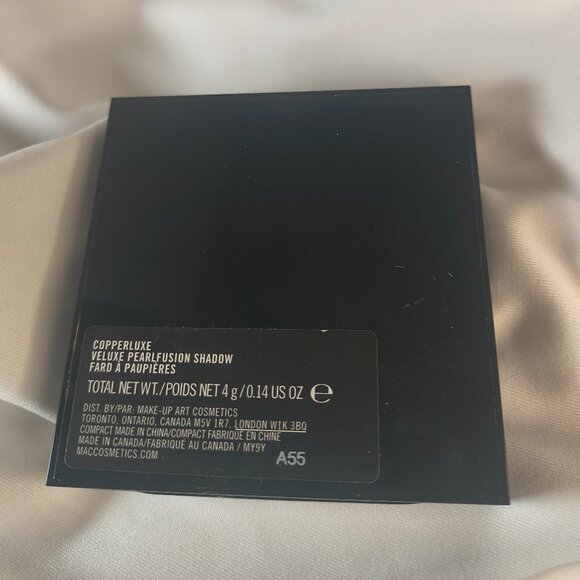 COPPERLUXE
VELUXE PEARLFUSION SHADOW
FARD À PAUPIÈRES
TOTAL NET WT./POIDS NET 4 g/0.14 US OZ ℮
DIST. BY/PAR: MAKE-UP ART COSMETICS
TORONTO, ONTARIO, CANADA M5V 1R7, LONDON W1K 3BQ
COMPACT MADE IN CHINA/COMPACT FABRIQUÉ EN CHINE
MADE IN CANADA/FABRIQUÉ AU CANADA / MY9Y
MACCOSMETICS.COM
A55